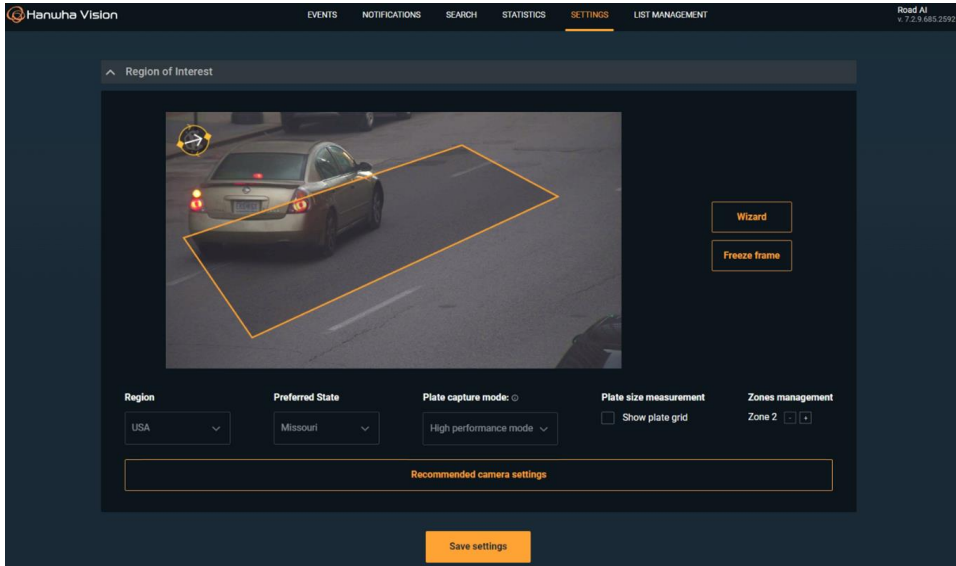 Hanwha Vision
EVENTS NOTIFICATIONS SEARCH STATISTICS SETTINGS LIST MANAGEMENT
Road AI
v. 7.2.9.685.2592
Region of Interest
Wizard
Freeze frame
Region Preferred State Plate capture mode: Plate size measurement Zones management
USA Missouri High performance mode Show plate grid Zone 2 - +
Recommended camera settings
Save settings